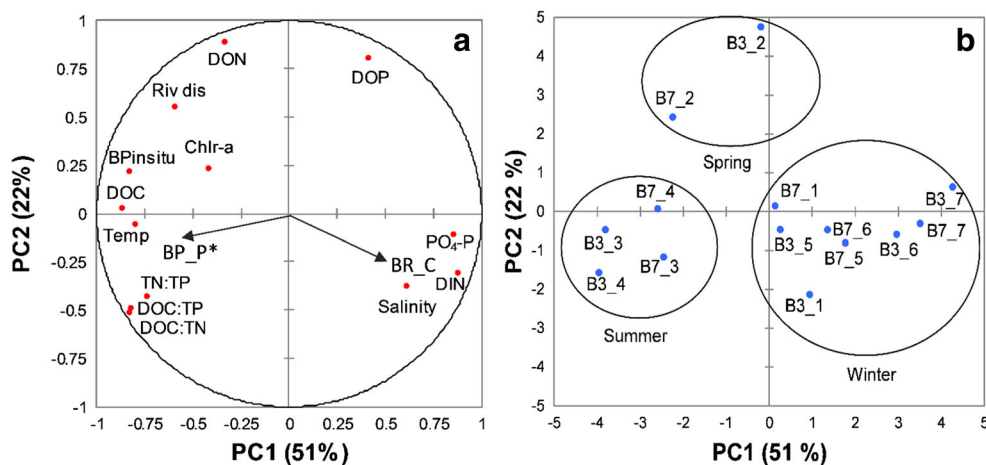 a
PC2 (22%)
1
0.75
0.5
0.25
0
-0.25
-0.5
-0.75
-1
DON
DOP
Riv dis
Chlr-a
BPinsitu
DOC
Temp
BP_P*
BR_C
PO₄-P
DIN
Salinity
TN:TP
DOC:TP
DOC:TN
-1 -0.75 -0.5 -0.25 0 0.25 0.5 0.75 1
PC1 (51%)
b
PC2 (22 %)
5
4
3
2
1
0
-1
-2
-3
-4
-5
B3_2
B7_2
Spring
B7_4
B3_3
B7_3
B3_4
Summer
B7_1
B3_7
B3_5
B7_6
B7_7
B7_5
B3_6
B3_1
Winter
-5 -4 -3 -2 -1 0 1 2 3 4 5
PC1 (51 %)